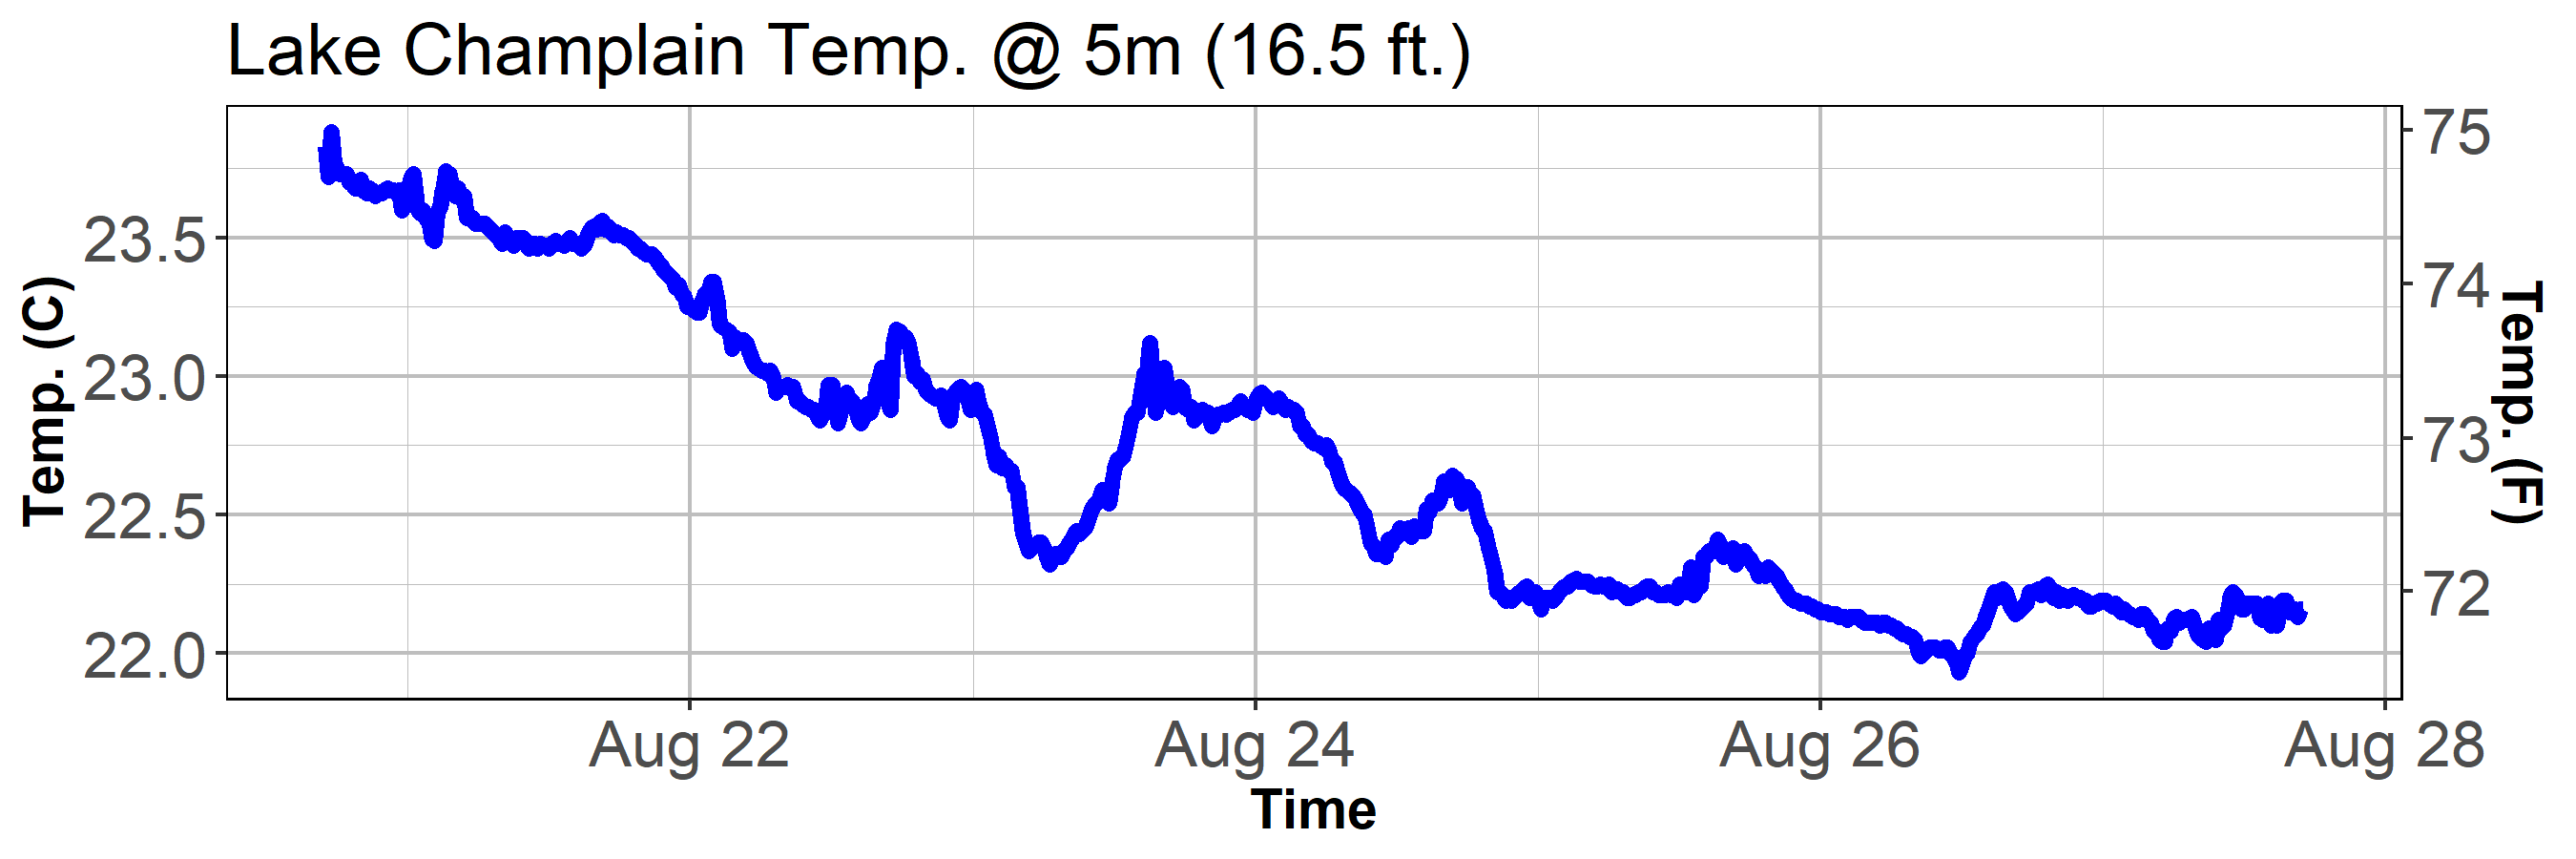 Lake Champlain Temp. @ 5m (16.5 ft.)
Temp. (C)
23.5
23.0
22.5
22.0
75
74
73
72
Temp. (F)
Aug 22 Aug 24 Aug 26 Aug 28
Time